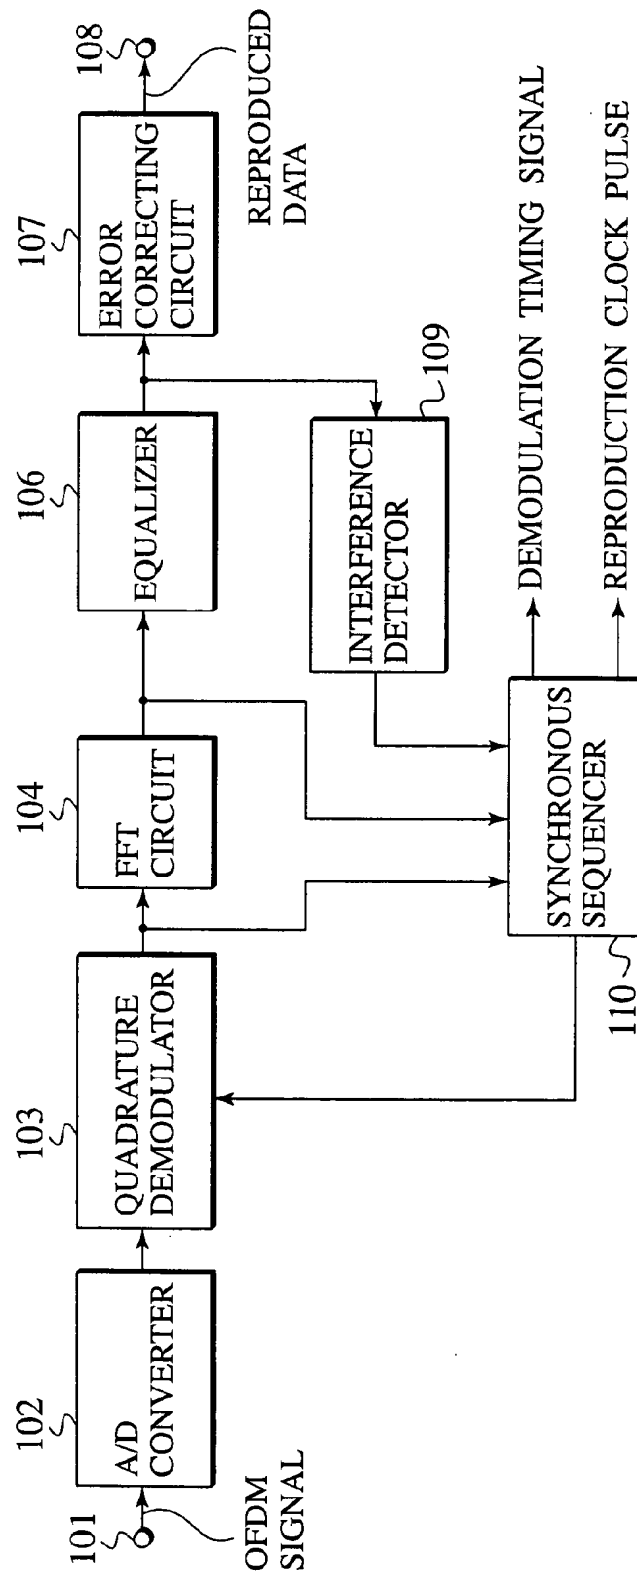 101
OFDM
SIGNAL
102
A/D
CONVERTER
103
QUADRATURE
DEMODULATOR
104
FFT
CIRCUIT
106
EQUALIZER
107
ERROR
CORRECTING
CIRCUIT
108
REPRODUCED
DATA
INTERFERENCE
DETECTOR
109
110
SYNCHRONOUS
SEQUENCER
DEMODULATION TIMING SIGNAL
REPRODUCTION CLOCK PULSE